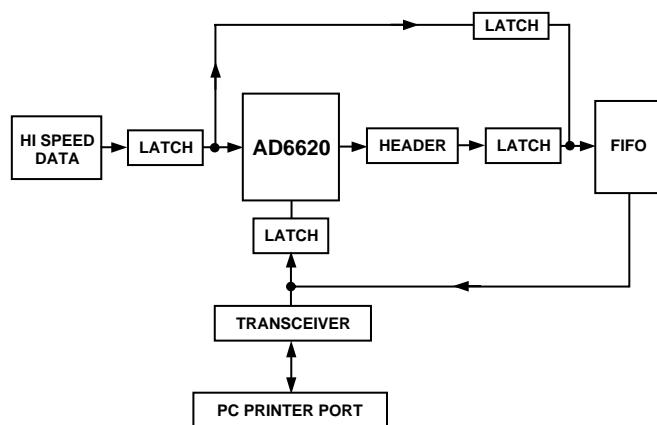 LATCH
HI SPEED
DATA
LATCH
AD6620
HEADER
LATCH
FIFO
LATCH
TRANSCEIVER
PC PRINTER PORT